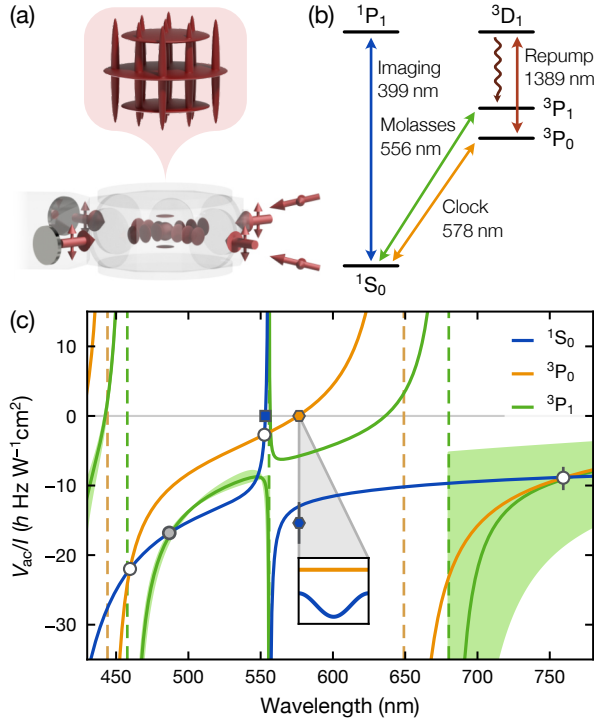 (a)
(b)
¹P₁
³D₁
Imaging
399 nm
Repump
1389 nm
Molasses
556 nm
³P₁
³P₀
Clock
578 nm
¹S₀
(c)
¹S₀
³P₀
³P₁
10
0
−10
−20
−30
V_ac/I (h Hz W⁻¹cm²)
450 500 550 600 650 700 750
Wavelength (nm)